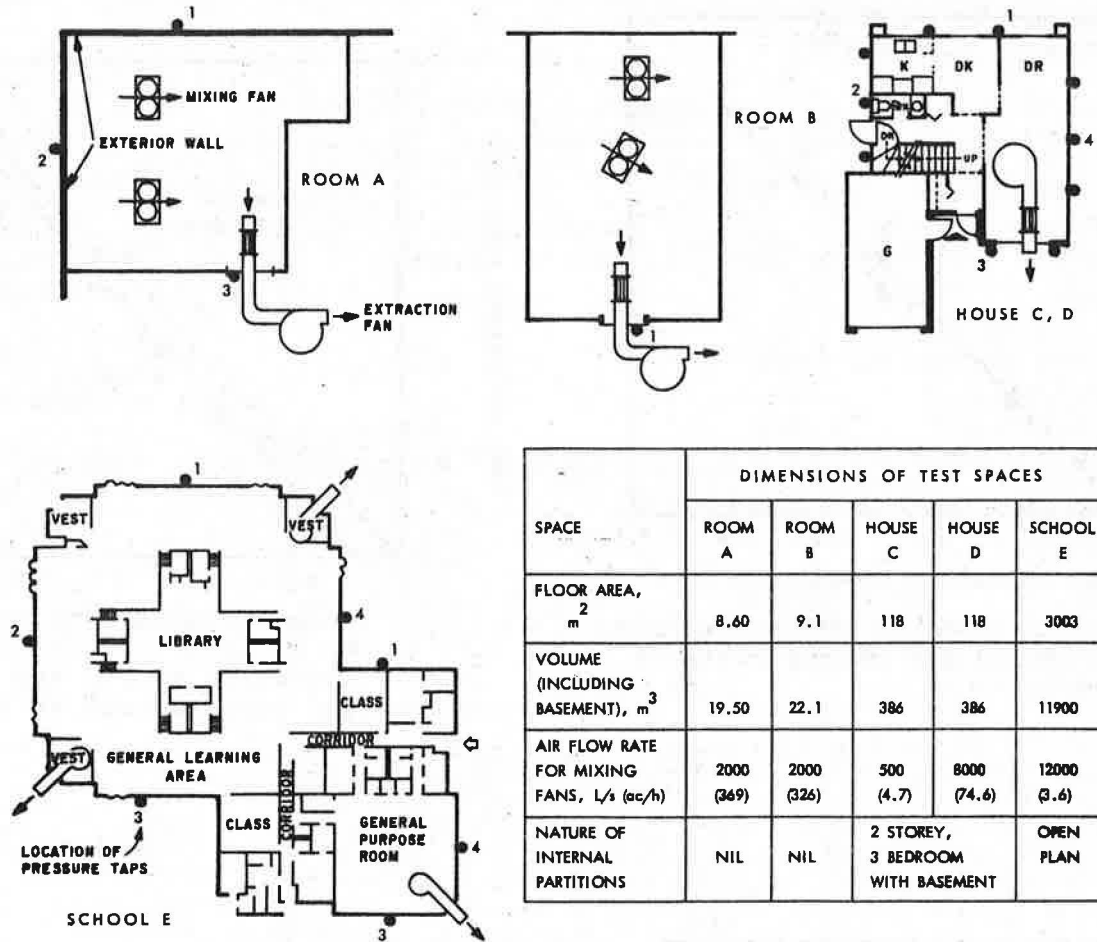 1
MIXING FAN
2
EXTERIOR WALL
ROOM A
3
EXTRACTION
FAN
ROOM B
1
1
K
DK
DR
2
DN
UP
4
G
3
HOUSE C, D
1
VEST
VEST
4
2
LIBRARY
1
CLASS
CORRIDOR
VEST
GENERAL LEARNING
AREA
CORRIDOR
3
CLASS
GENERAL
PURPOSE
ROOM
4
LOCATION OF
PRESSURE TAPS
SCHOOL E
3
DIMENSIONS OF TEST SPACES
SPACE
ROOM A
ROOM B
HOUSE C
HOUSE D
SCHOOL E
FLOOR AREA, m2
8.60
9.1
118
118
3003
VOLUME
(INCLUDING
BASEMENT), m3
19.50
22.1
386
386
11900
AIR FLOW RATE
FOR MIXING
FANS, L/s (ac/h)
2000 (369)
2000 (326)
500 (4.7)
8000 (74.6)
12000 (3.6)
NATURE OF
INTERNAL
PARTITIONS
NIL
NIL
2 STOREY,
3 BEDROOM
WITH BASEMENT
OPEN
PLAN